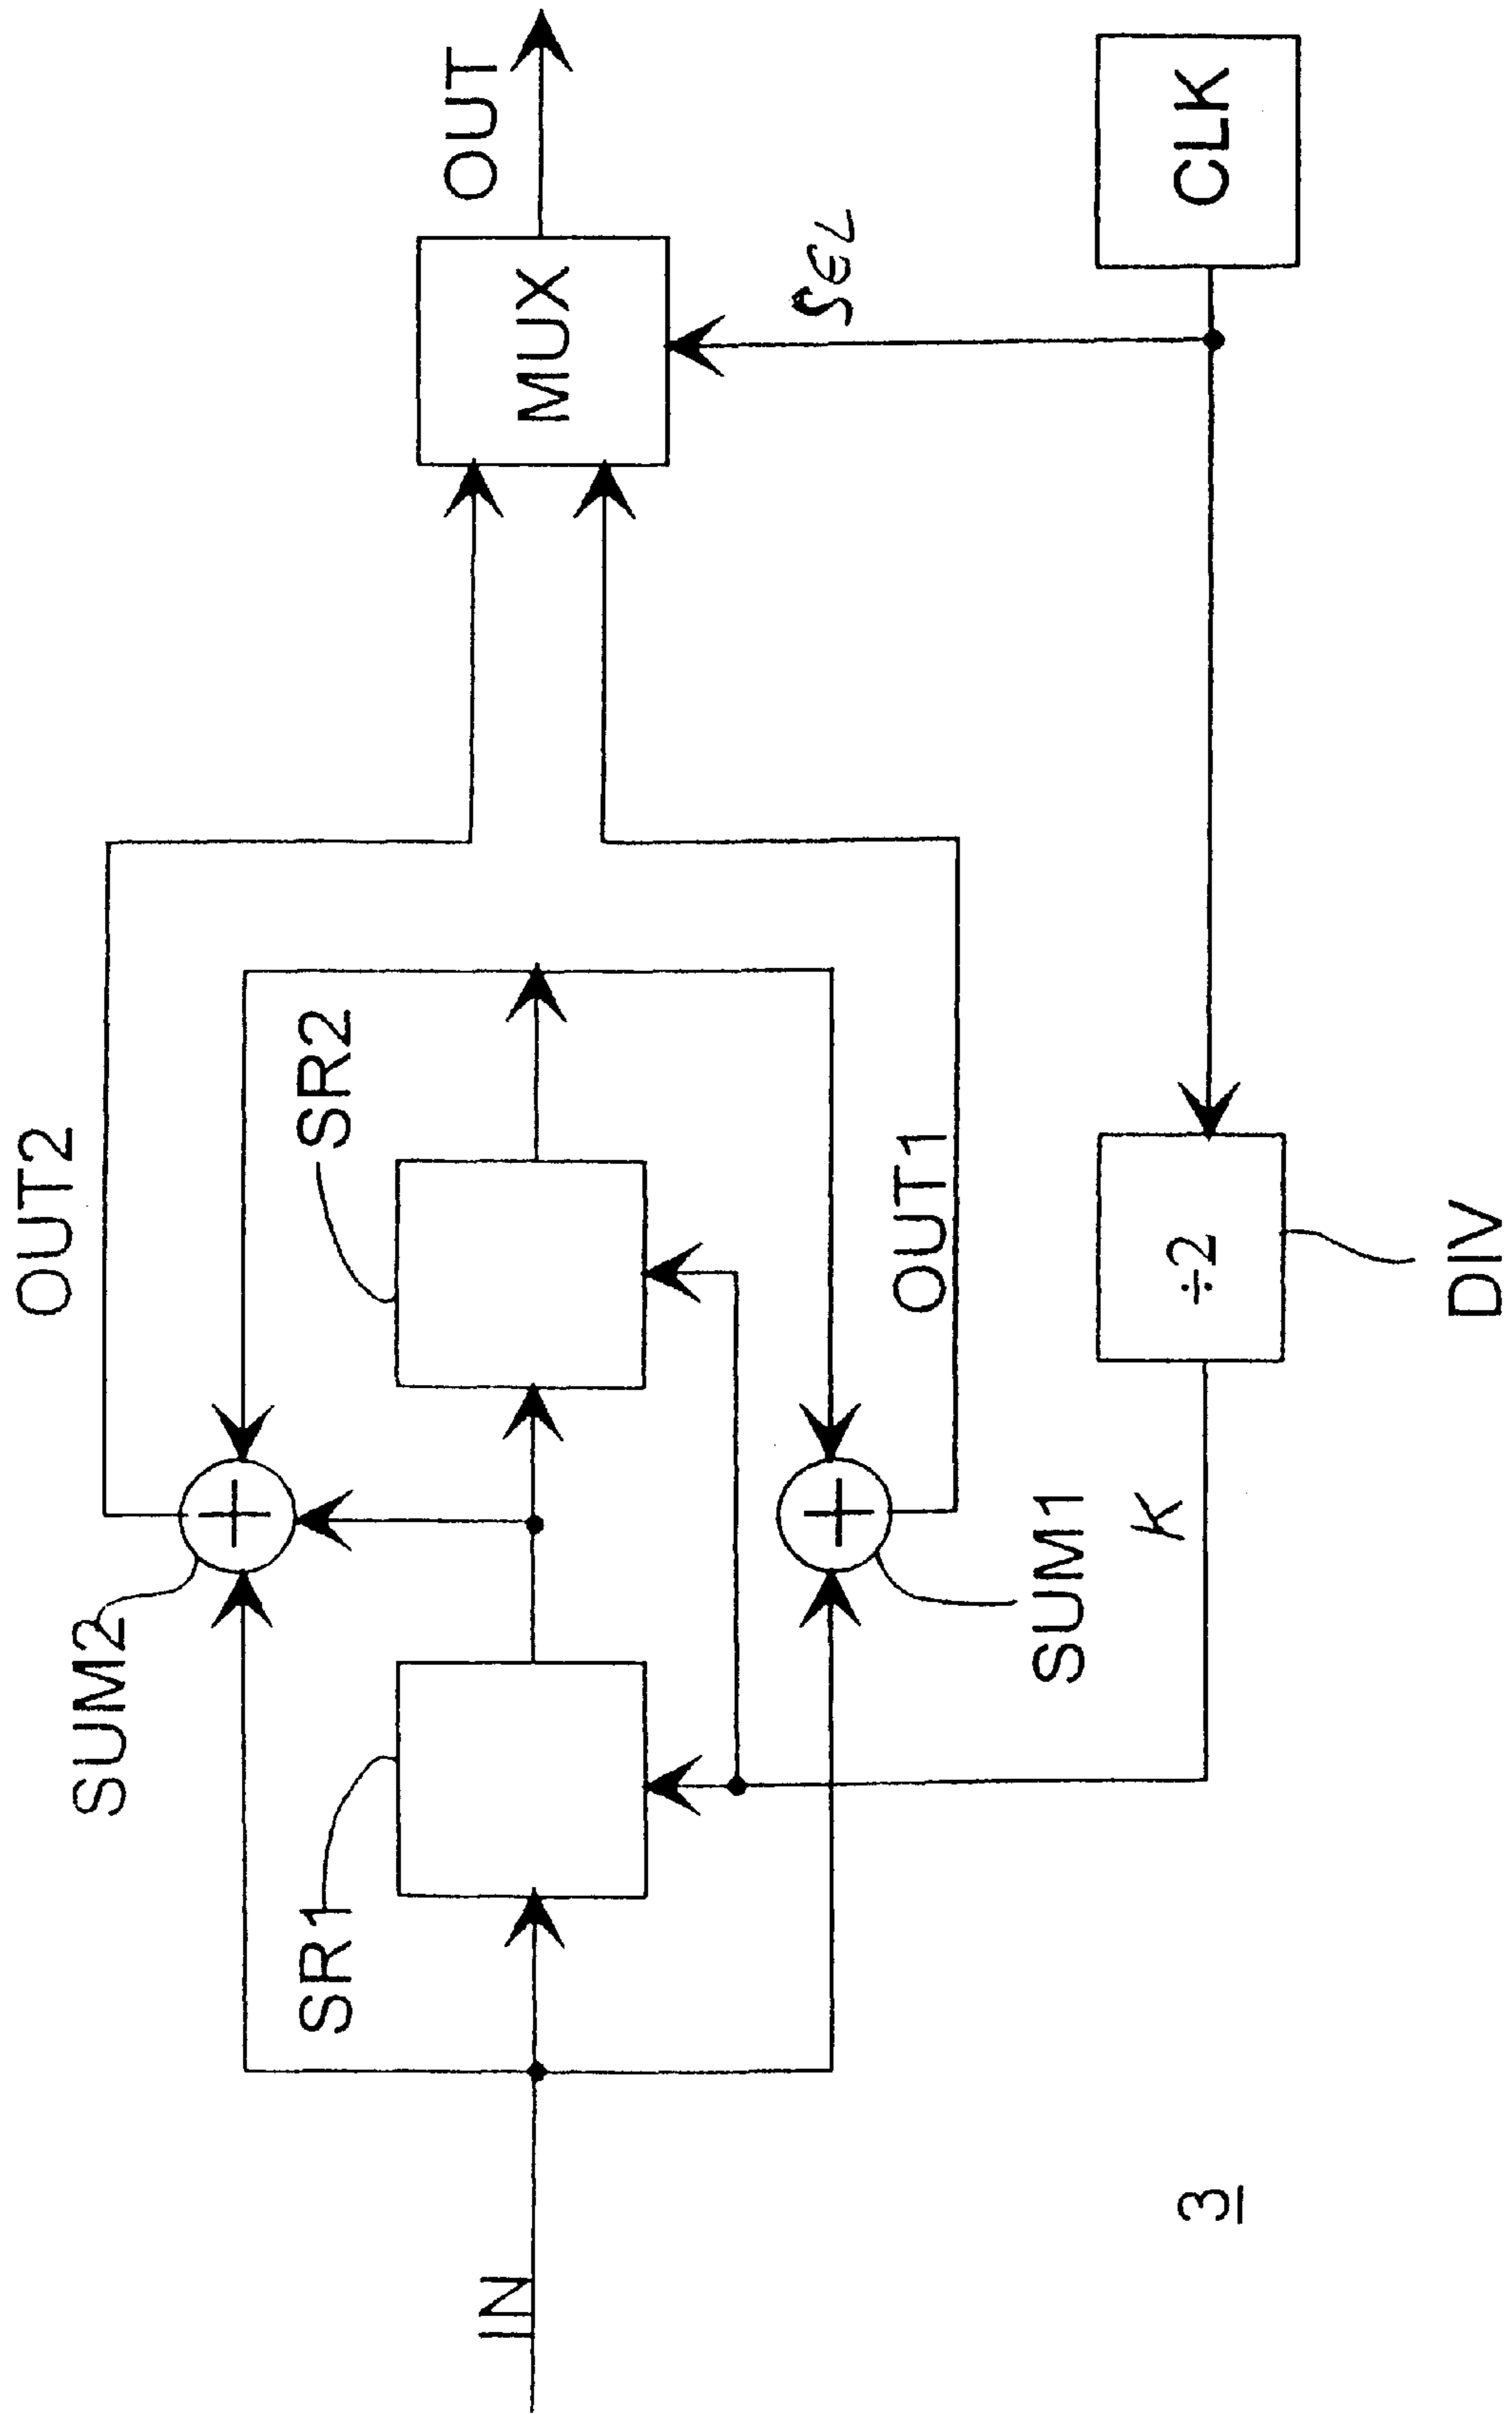 OUT2
SUM2
SR1
SR2
IN
OUT
MUX
SEL
OUT1
SUM1
K
÷2
DIV
CLK
3